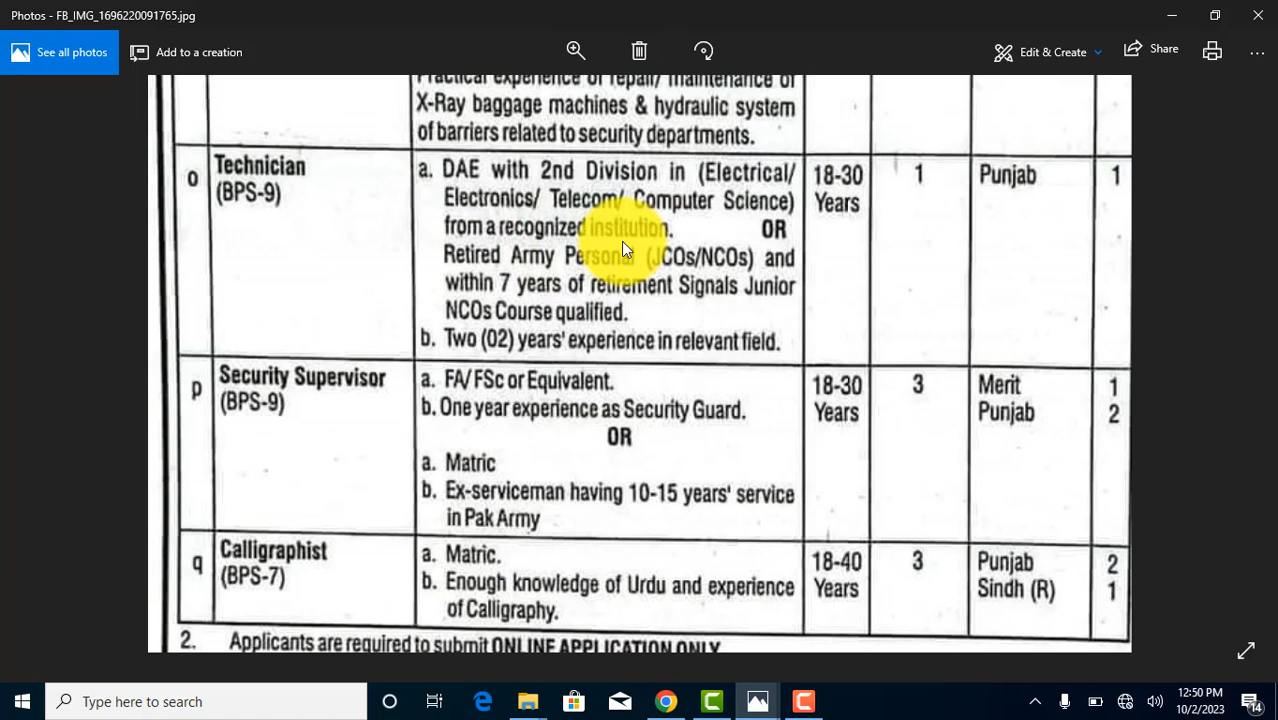 Photos - FB_IMG_1696220091765.jpg
See all photos
Add to a creation
Edit & Create
Share
Practical experience of repair/ maintenance of
X-Ray baggage machines & hydraulic system
of barriers related to security departments.
o Technician a. DAE with 2nd Division in (Electrical/ 18-30 1 Punjab 1
(BPS-9) Electronics/ Telecom/ Computer Science) Years
from a recognized institution. OR
Retired Army Personal (JCOs/NCOs) and
within 7 years of retirement Signals Junior
NCOs Course qualified.
b. Two (02) years' experience in relevant field.
p Security Supervisor a. FA/ FSc or Equivalent. 18-30 3 Merit 1
(BPS-9) b. One year experience as Security Guard. Years Punjab 2
OR
a. Matric
b. Ex-serviceman having 10-15 years' service
in Pak Army
q Calligraphist a. Matric. 18-40 3 Punjab 2
(BPS-7) b. Enough knowledge of Urdu and experience Years Sindh (R) 1
of Calligraphy.
2. Applicants are required to submit ONLINE APPLICATION ONLY
Type here to search
12:50 PM
10/2/2023
14